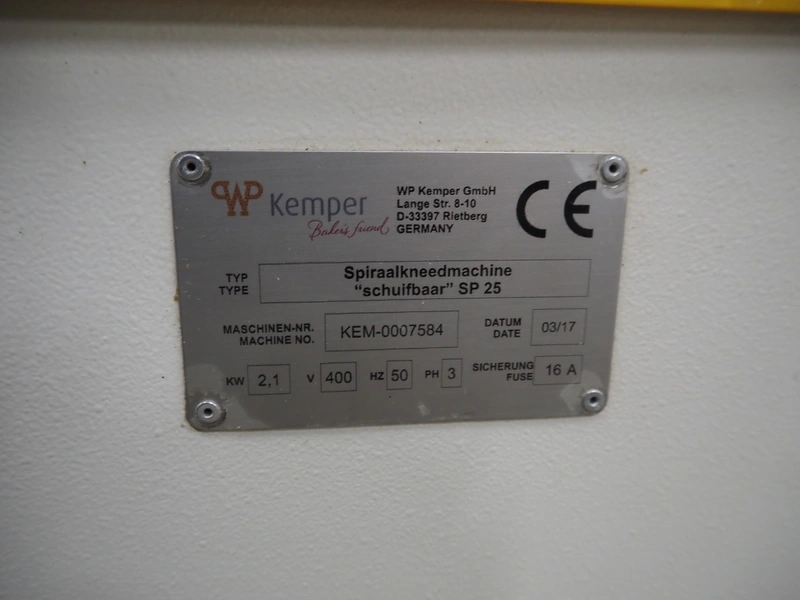 WP Kemper
Baker's friend
WP Kemper GmbH
Lange Str. 8-10
D-33397 Rietberg
GERMANY
CE
TYP
TYPE
Spiraalkneedmachine
"schuifbaar" SP 25
MASCHINEN-NR.
MACHINE NO.
KEM-0007584
DATUM
DATE
03/17
KW 2,1 V 400 HZ 50 PH 3
SICHERUNG
FUSE
16 A